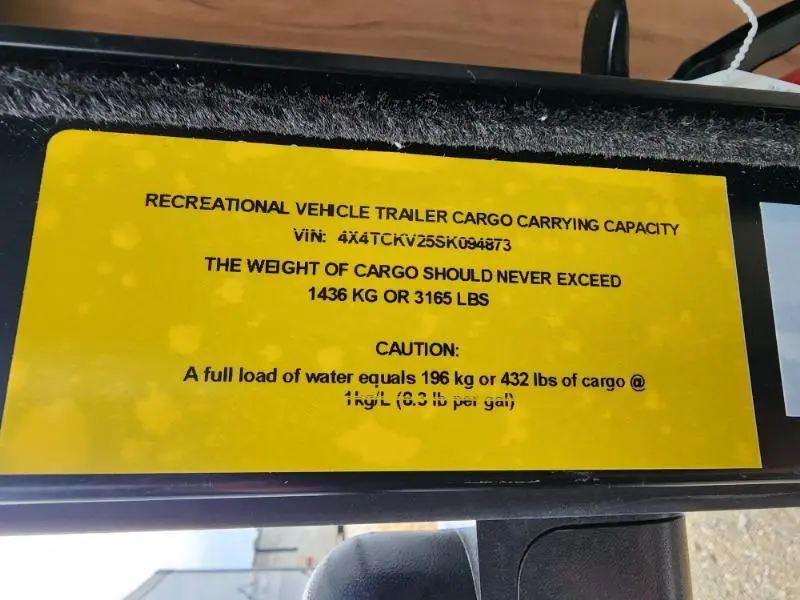 RECREATIONAL VEHICLE TRAILER CARGO CARRYING CAPACITY
VIN: 4X4TCKV25SK094873
THE WEIGHT OF CARGO SHOULD NEVER EXCEED
1436 KG OR 3165 LBS
CAUTION:
A full load of water equals 196 kg or 432 lbs of cargo @
1kg/L (8.3 lb per gal)